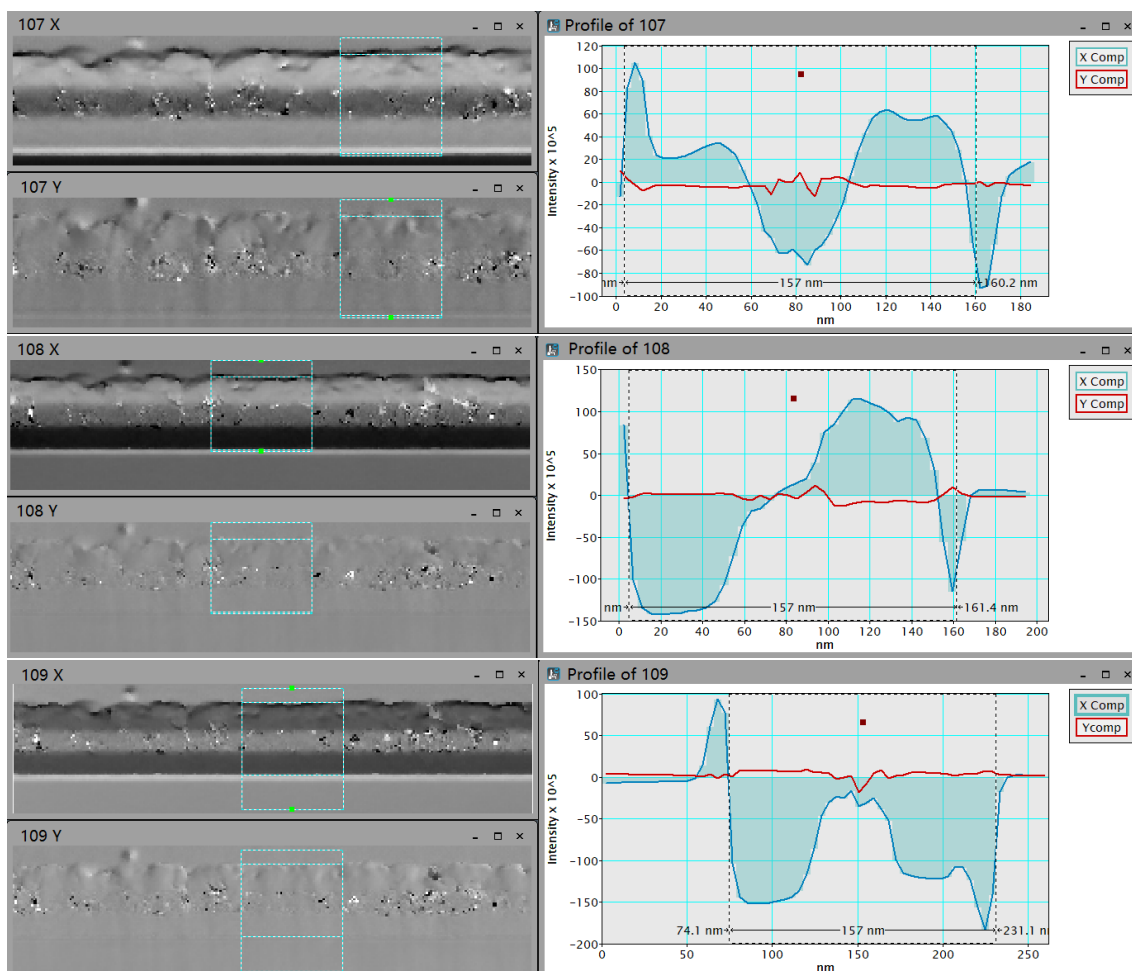 107 X
107 Y
Profile of 107
Intensity x 10^5
120
100
80
60
40
20
0
-20
-40
-60
-80
-100
0 20 40 60 80 100 120 140 160 180
nm
nm 157 nm 160.2 nm
X Comp
Y Comp
108 X
108 Y
Profile of 108
Intensity x 10^5
150
100
50
0
-50
-100
-150
0 20 40 60 80 100 120 140 160 180 200
nm
nm 157 nm 161.4 nm
X Comp
Y Comp
109 X
109 Y
Profile of 109
Intensity x 10^5
100
50
0
-50
-100
-150
-200
0 50 100 150 200 250
nm
74.1 nm 157 nm 231.1 nm
X Comp
Ycomp